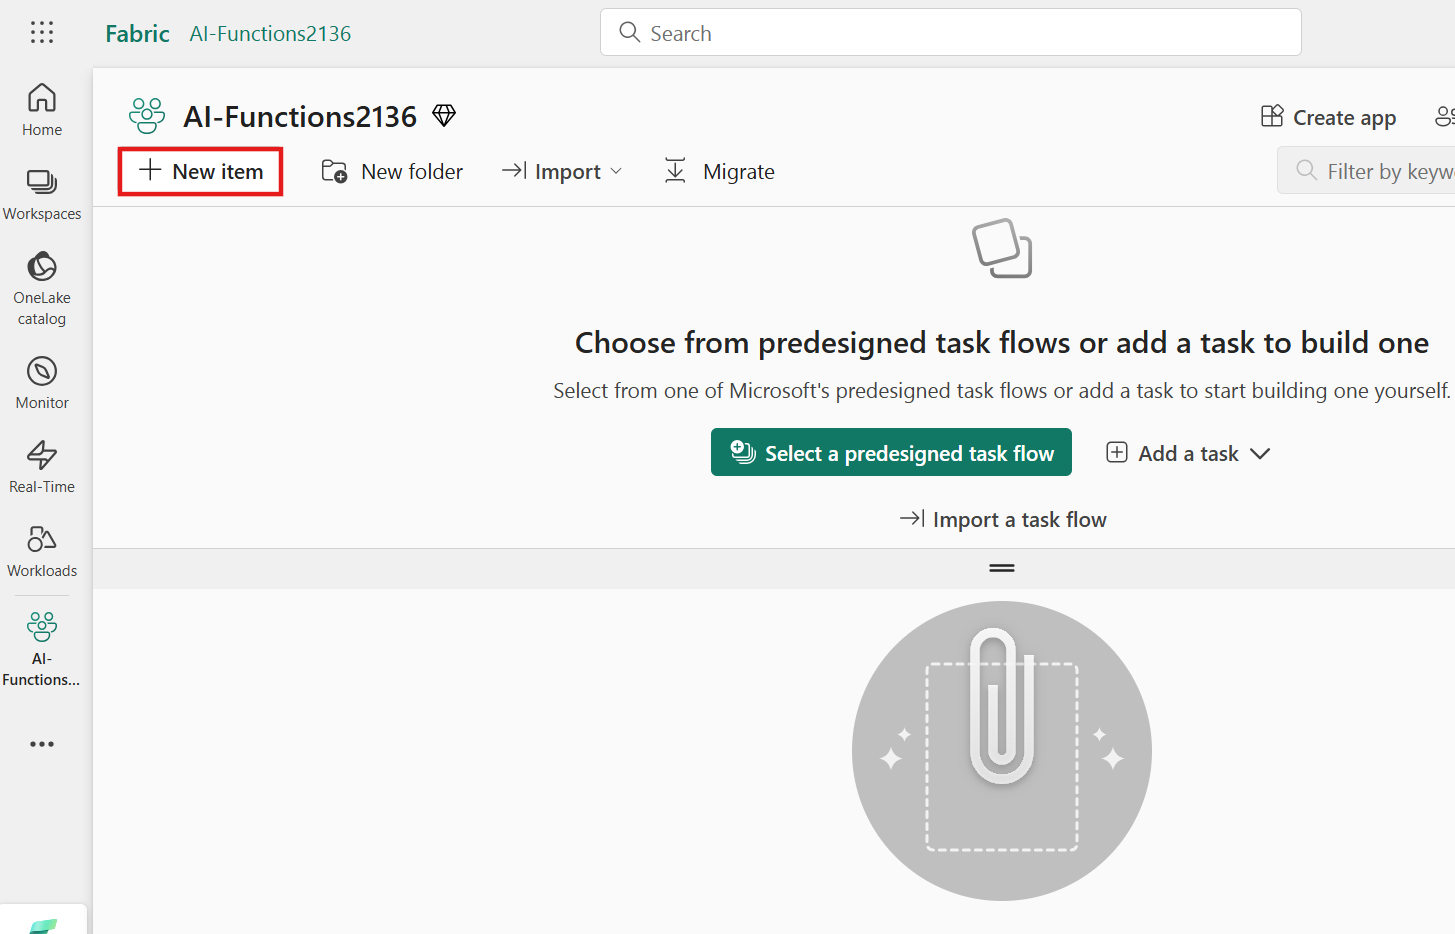 Fabric AI-Functions2136
Search
Home
Workspaces
OneLake
catalog
Monitor
Real-Time
Workloads
AI-
Functions...
AI-Functions2136
Create app
New item
New folder
Import
Migrate
Filter by keyw
Choose from predesigned task flows or add a task to build one
Select from one of Microsoft's predesigned task flows or add a task to start building one yourself.
Select a predesigned task flow
Add a task
Import a task flow